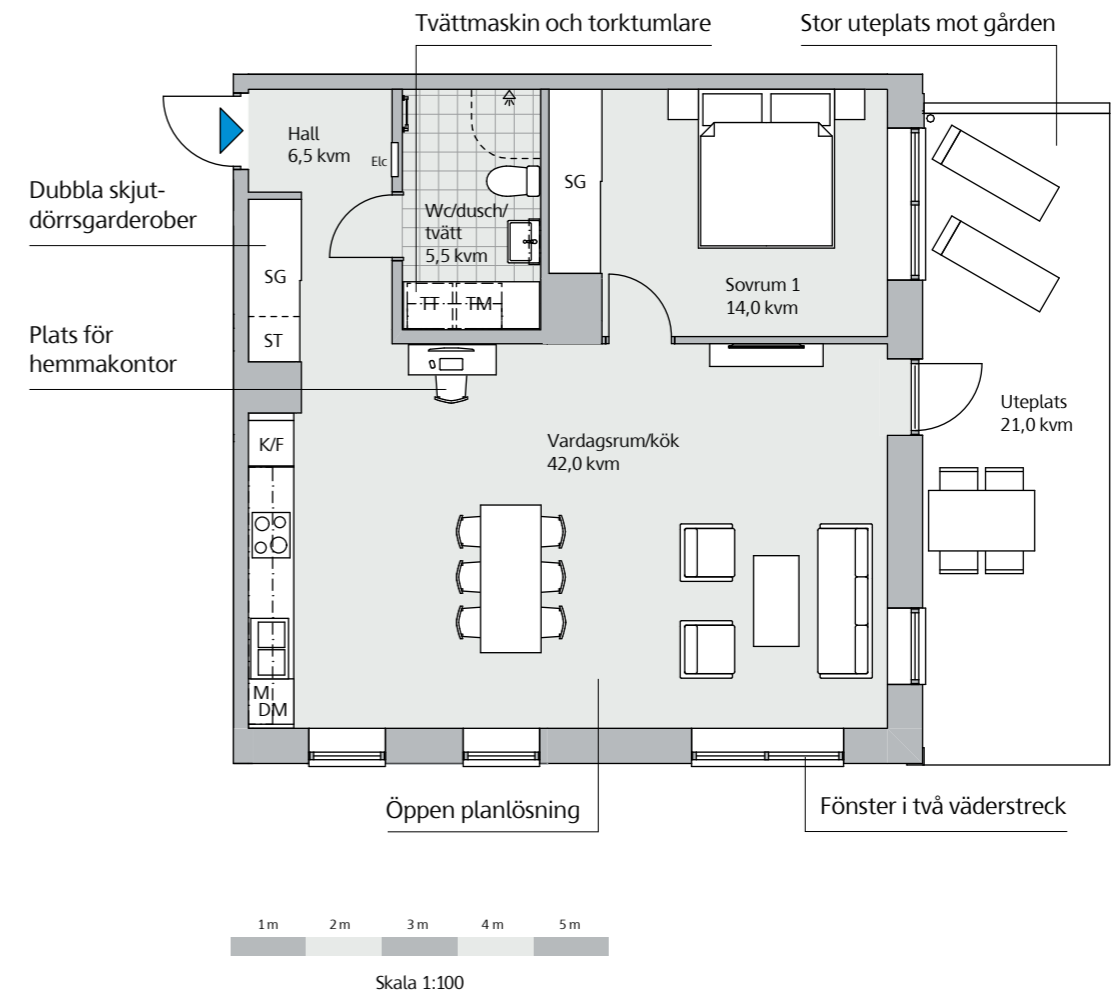 Tvättmaskin och torktumlare
Stor uteplats mot gården
Hall
6,5 kvm
Elc
Dubbla skjut-
dörrsgarderober
SG
Wc/dusch/
tvätt
5,5 kvm
SG
ST
TT
TM
Sovrum 1
14,0 kvm
Plats för
hemmakontor
Uteplats
21,0 kvm
K/F
Vardagsrum/kök
42,0 kvm
M
DM
Öppen planlösning
Fönster i två väderstreck
1 m 2 m 3 m 4 m 5 m
Skala 1:100